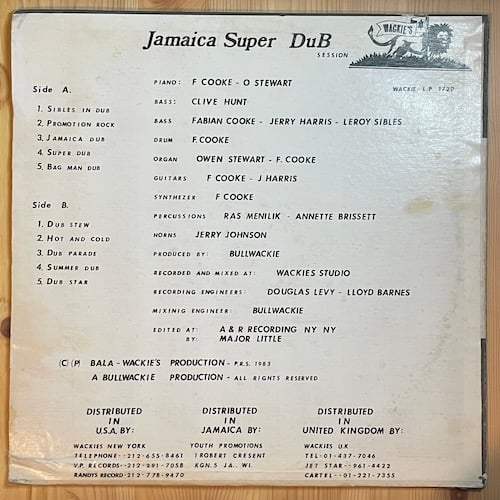 Jamaica Super DuB
SESSION
WACKIE'S
WACKIE L.P 1720
Side A.
1. SIBLES IN DUB
2. PROMOTION ROCK
3. JAMAICA DUB
4. SUPER DUB
5. BAG MAN DUB
Side B.
1. DUB STEW
2. HOT AND COLD
3. DUB PARADE
4. SUMMER DUB
5. DUB STAR
PIANO: F COOKE - O STEWART
BASS: CLIVE HUNT
BASS FABIAN COOKE - JERRY HARRIS - LEROY SIBLES
DRUM F.COOKE
ORGAN OWEN STEWART - F. COOKE
GUITARS F COOKE - J HARRIS
SYNTHEZER F COOKE
PERCUSSIONS RAS MENILIK - ANNETTE BRISSETT
HORNS JERRY JOHNSON
PRODUCED BY: BULLWACKIE
RECORDED AND MIXED AT: WACKIES STUDIO
RECORDING ENGINEERS: DOUGLAS LEVY - LLOYD BARNES
MIXINIG ENGINEER: BULLWACKIE
EDITED AT: A & R RECORDING NY NY
BY: MAJOR LITTLE
(C) (P) BALA - WACKIE'S PRODUCTION - P.R.S. 1983
A BULLWACKIE PRODUCTION - ALL RIGHTS RESERVED
DISTRIBUTED
IN
U.S.A. BY:
WACKIES NEW YORK
TELEPHONE--212-655-8461
V.P. RECORDS--212-291-7058
RANDYS RECORD-212-778-9470
DISTRIBUTED
IN
JAMAICA BY:
YOUTH PROMOTIONS
1 ROBERT CRESENT
KGN.5 JA.. WI.
DISTRIBUTED
IN
UNITED KINGDOM BY:
WACKIES U.K
TEL-01-437-7046
JET STAR--961-4422
CARTEL--01-221-7355